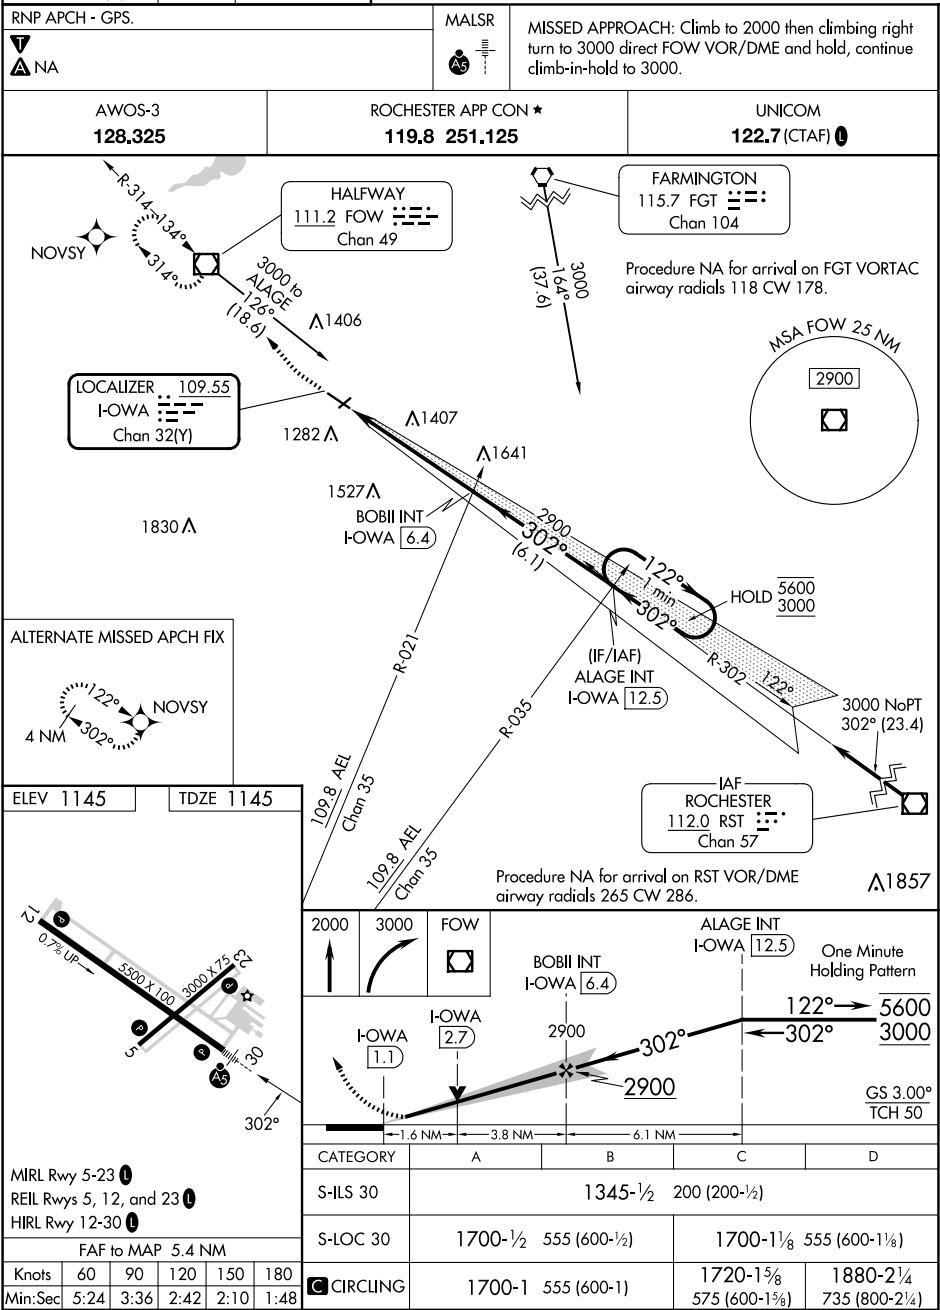 RNP APCH - GPS.
T
A NA
MALSR
A5
MISSED APPROACH: Climb to 2000 then climbing right
turn to 3000 direct FOW VOR/DME and hold, continue
climb-in-hold to 3000.
AWOS-3
128.325
ROCHESTER APP CON ★
119.8 251.125
UNICOM
122.7 (CTAF) L
R-314
134°
314°
NOVSY
HALFWAY
111.2 FOW
Chan 49
FARMINGTON
115.7 FGT
Chan 104
3000
164°
(37.6)
Procedure NA for arrival on FGT VORTAC
airway radials 118 CW 178.
3000 to
ALAGE
126°
(18.6)
1406
MSA FOW 25 NM
2900
LOCALIZER 109.55
I-OWA
Chan 32(Y)
1407
1282
1641
1527
1830
BOBII INT
I-OWA 6.4
2900
302°
(6.1)
122°
1 min
302°
HOLD 5600
3000
(IF/IAF)
ALAGE INT
I-OWA 12.5
R-021
R-035
R-302
122°
3000 NoPT
302° (23.4)
ALTERNATE MISSED APCH FIX
122°
302°
NOVSY
4 NM
109.8 AEL
Chan 35
109.8 AEL
Chan 35
IAF
ROCHESTER
112.0 RST
Chan 57
Procedure NA for arrival on RST VOR/DME
airway radials 265 CW 286.
1857
ELEV 1145
TDZE 1145
12
P
0.7% UP
5500 X 100
3000 X 75
23
P
P
5
P
30
A5
302°
MIRL Rwy 5-23 L
REIL Rwys 5, 12, and 23 L
HIRL Rwy 12-30 L
FAF to MAP 5.4 NM
Knots 60 90 120 150 180
Min:Sec 5:24 3:36 2:42 2:10 1:48
2000
3000
FOW
ALAGE INT
I-OWA 12.5
One Minute
Holding Pattern
BOBII INT
I-OWA 6.4
I-OWA
2.7
I-OWA
1.1
2900
302°
2900
122° 5600
302° 3000
GS 3.00°
TCH 50
1.6 NM
3.8 NM
6.1 NM
CATEGORY A B C D
S-ILS 30 1345-½ 200 (200-½)
S-LOC 30 1700-½ 555 (600-½) 1700-1⅛ 555 (600-1⅛)
C CIRCLING 1700-1 555 (600-1) 1720-1⅝ 575 (600-1⅝) 1880-2¼ 735 (800-2¼)